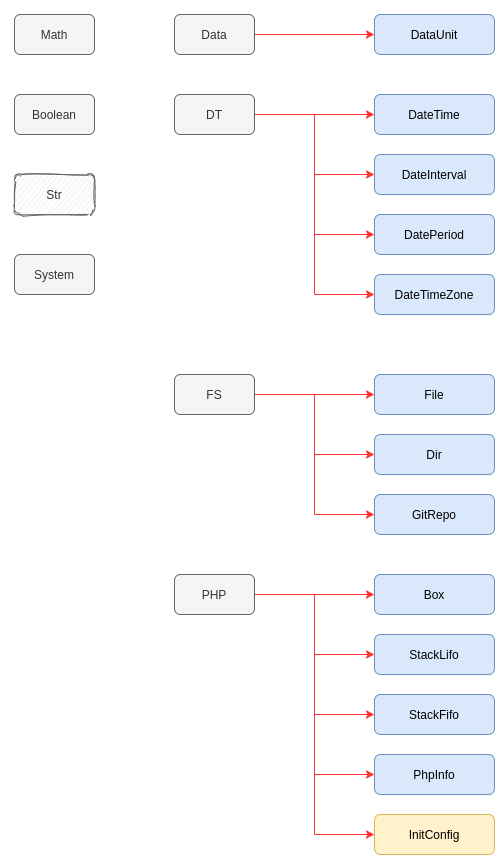 Math
Data
DataUnit
Boolean
DT
DateTime
Str
DateInterval
DatePeriod
System
DateTimeZone
FS
File
Dir
GitRepo
PHP
Box
StackLifo
StackFifo
PhpInfo
InitConfig